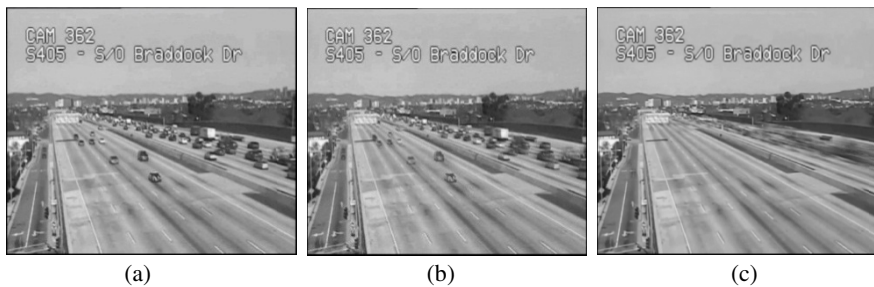 CAM 362
S405 - S/O Braddock Dr
CAM 362
S405 - S/O Braddock Dr
CAM 362
S405 - S/O Braddock Dr
(a)
(b)
(c)